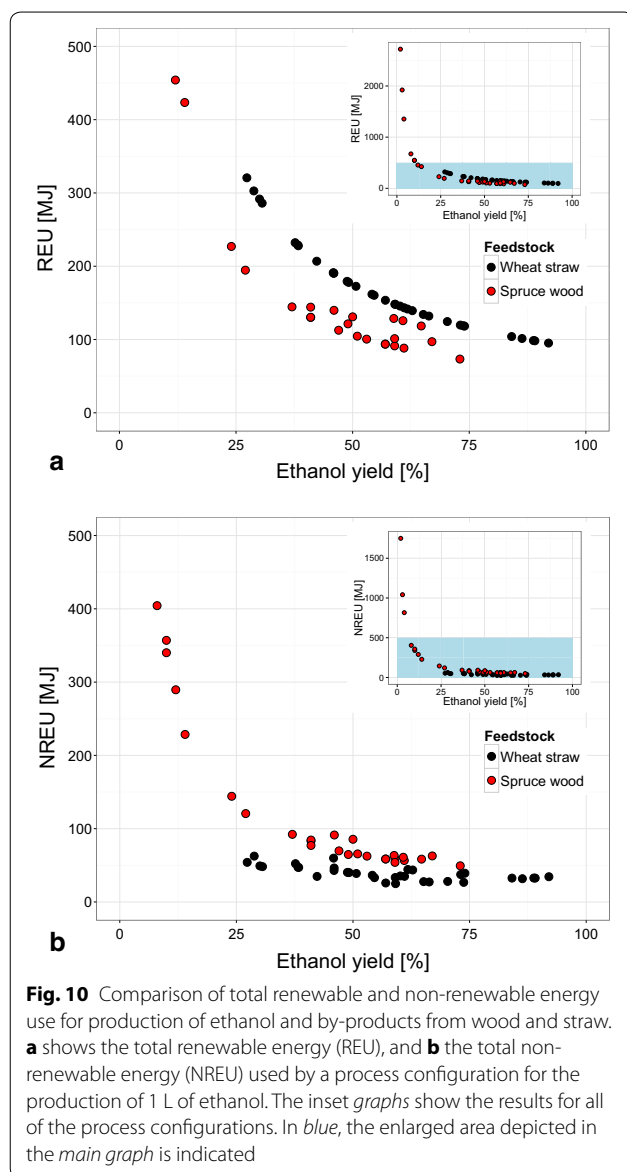 500
400
300
200
100
0
REU [MJ]
0 25 50 75 100
Ethanol yield [%]
a
2000
1000
0
REU [MJ]
0 25 50 75 100
Ethanol yield [%]
Feedstock
Wheat straw
Spruce wood
500
400
300
200
100
0
NREU [MJ]
0 25 50 75 100
Ethanol yield [%]
b
1500
1000
500
0
NREU [MJ]
0 25 50 75 100
Ethanol yield [%]
Feedstock
Wheat straw
Spruce wood
Fig. 10 Comparison of total renewable and non-renewable energy
use for production of ethanol and by-products from wood and straw.
a shows the total renewable energy (REU), and b the total non-
renewable energy (NREU) used by a process configuration for the
production of 1 L of ethanol. The inset graphs show the results for all
of the process configurations. In blue, the enlarged area depicted in
the main graph is indicated